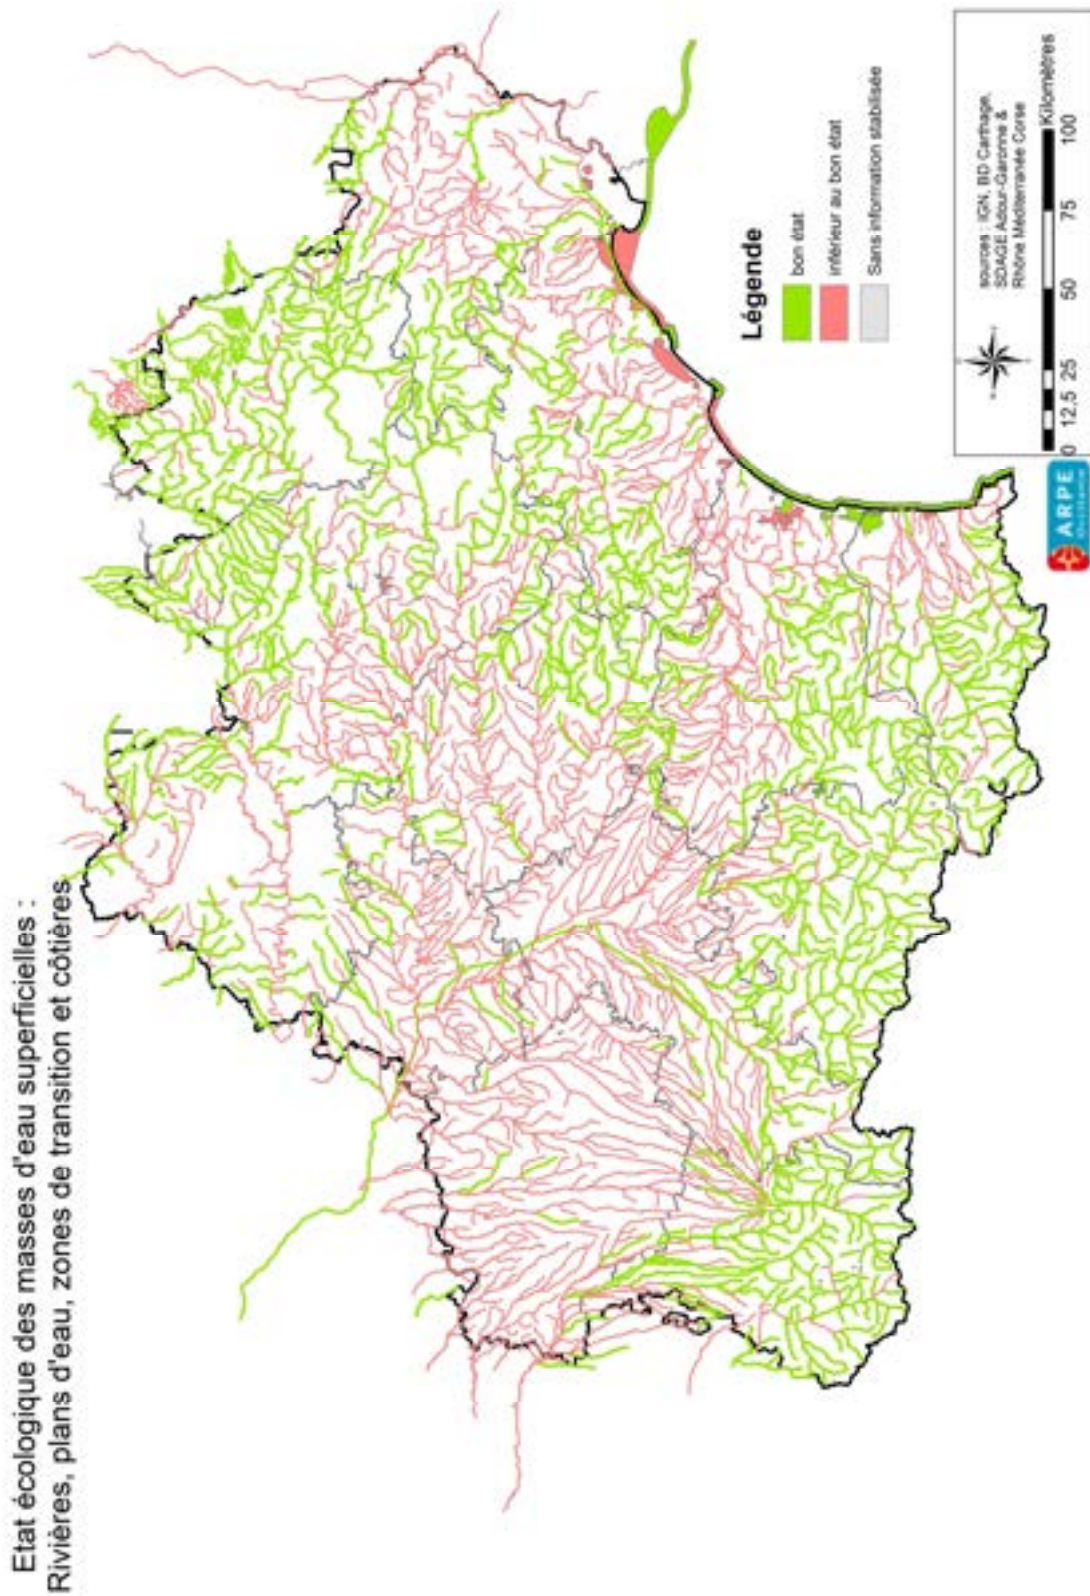 Etat écologique des masses d'eau superficielles :
Rivières, plans d'eau, zones de transition et côtières
Légende
bon état
inférieur au bon état
Sans information stabilisée
sources : IGN, BD Carthage,
SDAGE Adour-Garonne &
Rhône Méditerranée Corse
0 12,5 25 50 75 100
Kilomètres
ARPE